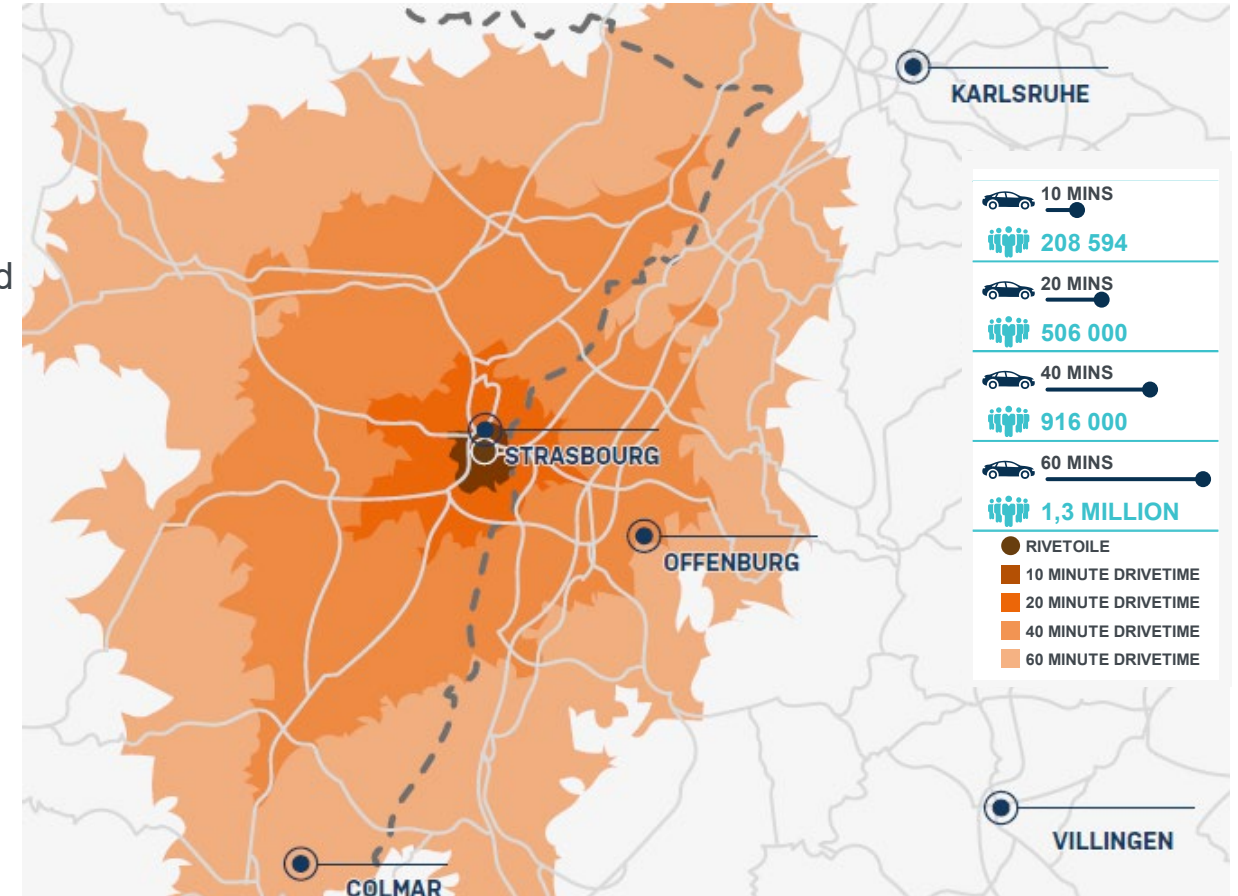 d
KARLSRUHE
STRASBOURG
OFFENBURG
VILLINGEN
COLMAR
10 MINS
208 594
20 MINS
506 000
40 MINS
916 000
60 MINS
1,3 MILLION
RIVETOILE
10 MINUTE DRIVETIME
20 MINUTE DRIVETIME
40 MINUTE DRIVETIME
60 MINUTE DRIVETIME